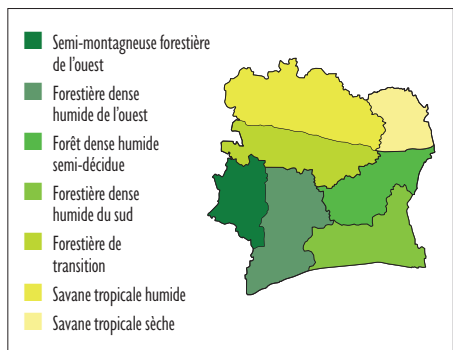 Semi-montagneuse forestière
de l'ouest
Forestière dense
humide de l'ouest
Forêt dense humide
semi-décidue
Forestière dense
humide du sud
Forestière de
transition
Savane tropicale humide
Savane tropicale sèche